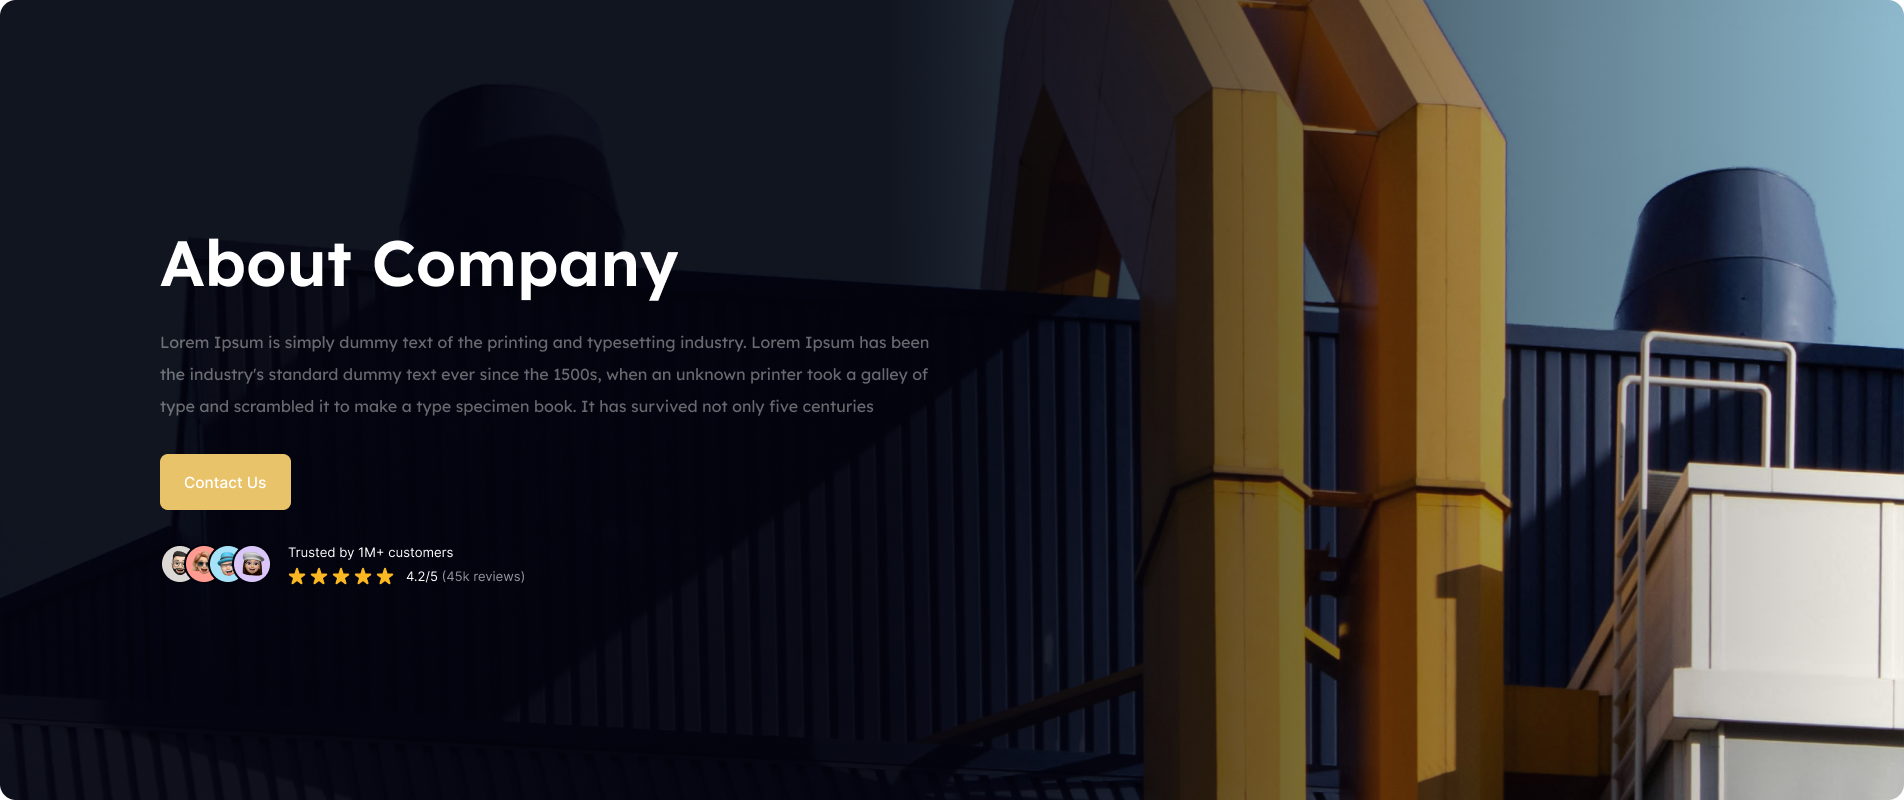 About Company
Lorem Ipsum is simply dummy text of the printing and typesetting industry. Lorem Ipsum has been
the industry's standard dummy text ever since the 1500s, when an unknown printer took a galley of
type and scrambled it to make a type specimen book. It has survived not only five centuries
Contact Us
Trusted by 1M+ customers
4.2/5 (45k reviews)